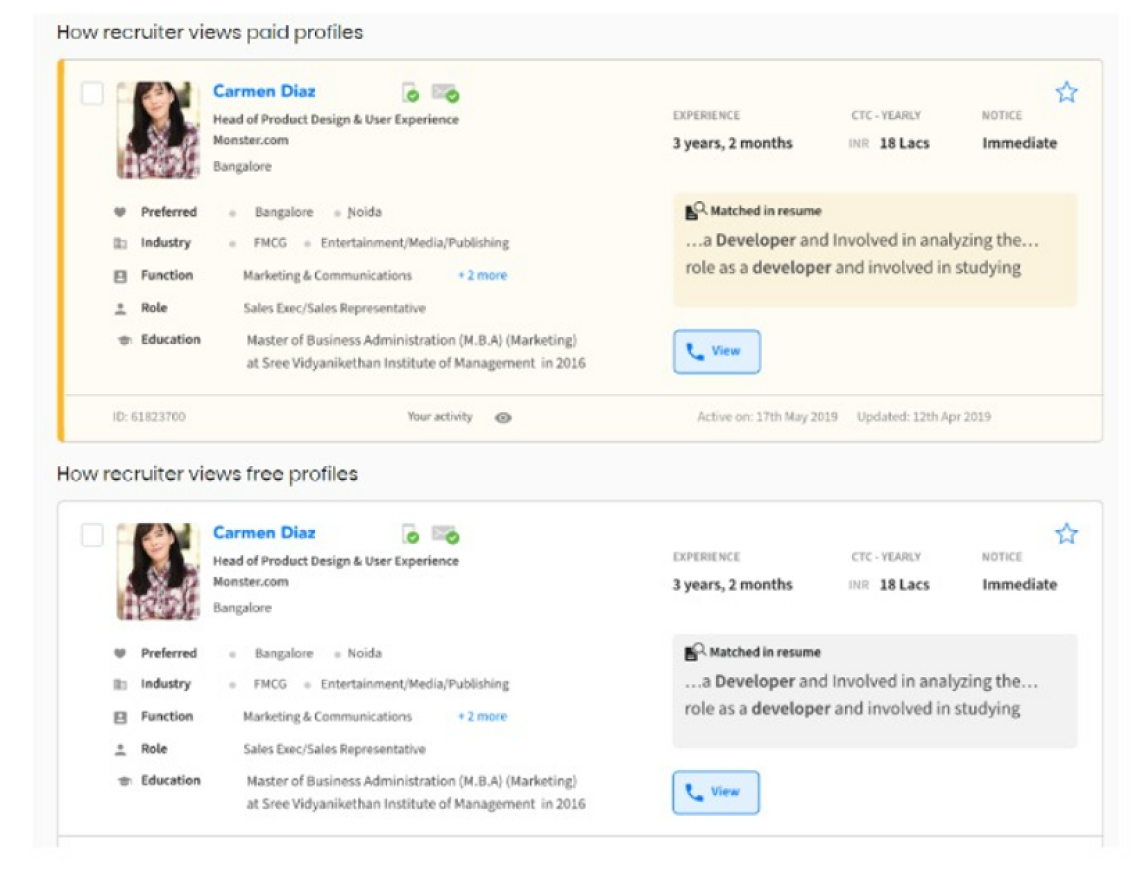 How recruiter views paid profiles
Carmen Diaz
Head of Product Design & User Experience
Monster.com
Bangalore
EXPERIENCE CTC - YEARLY NOTICE
3 years, 2 months INR 18 Lacs Immediate
Preferred Bangalore Noida
Industry FMCG Entertainment/Media/Publishing
Function Marketing & Communications + 2 more
Role Sales Exec/Sales Representative
Education Master of Business Administration (M.B.A) (Marketing)
at Sree Vidyanikethan Institute of Management in 2016
Matched in resume
...a Developer and Involved in analyzing the...
role as a developer and involved in studying
View
ID: 61823700 Your activity Active on: 17th May 2019 Updated: 12th Apr 2019
How recruiter views free profiles
Carmen Diaz
Head of Product Design & User Experience
Monster.com
Bangalore
EXPERIENCE CTC - YEARLY NOTICE
3 years, 2 months INR 18 Lacs Immediate
Preferred Bangalore Noida
Industry FMCG Entertainment/Media/Publishing
Function Marketing & Communications + 2 more
Role Sales Exec/Sales Representative
Education Master of Business Administration (M.B.A) (Marketing)
at Sree Vidyanikethan Institute of Management in 2016
Matched in resume
...a Developer and Involved in analyzing the...
role as a developer and involved in studying
View